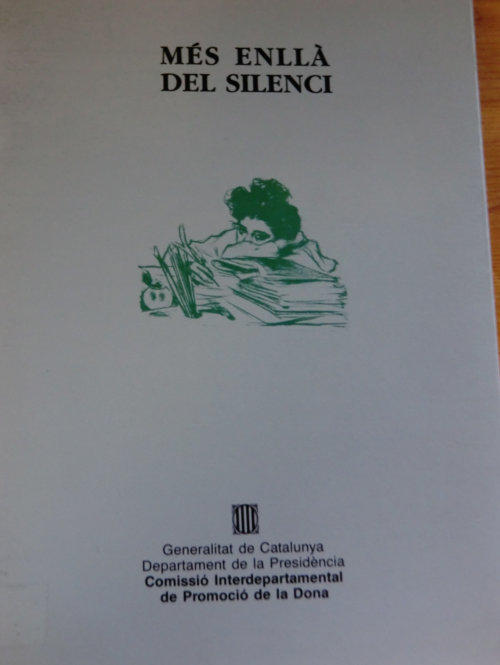 MÉS ENLLÀ
DEL SILENCI
Generalitat de Catalunya
Departament de la Presidència
Comissió Interdepartamental
de Promoció de la Dona